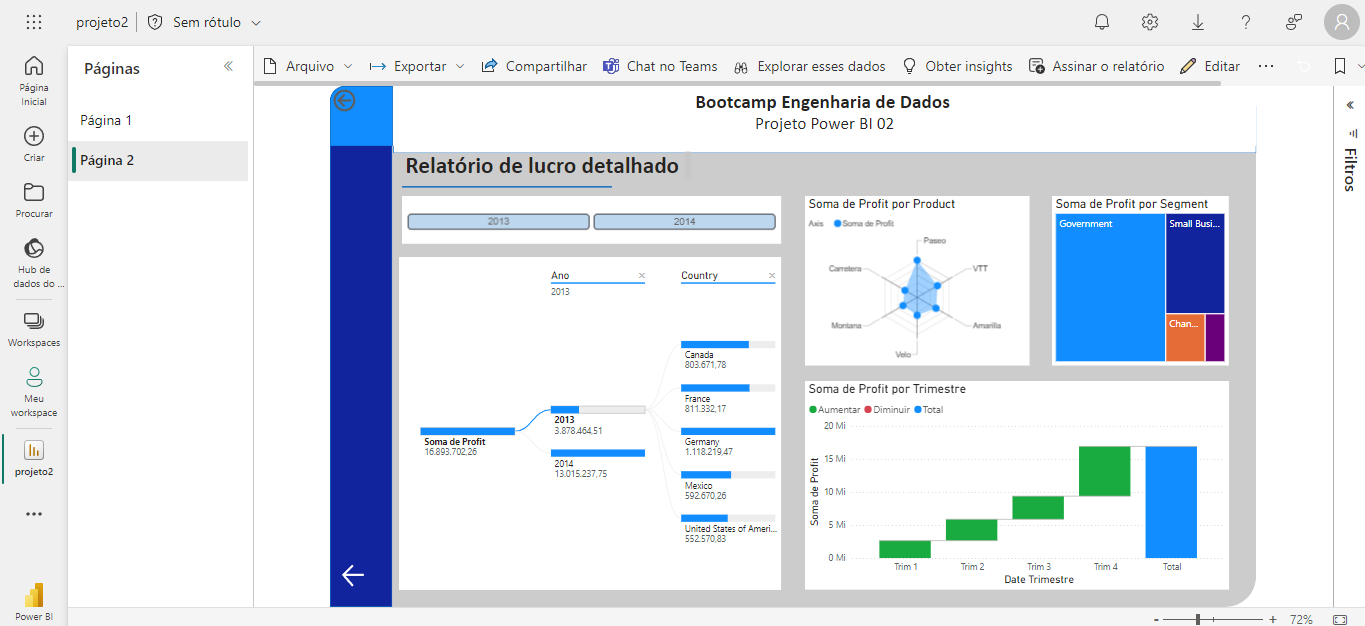 projeto2
Sem rótulo
Página
Inicial
Criar
Procurar
Hub de
dados do ...
Workspaces
Meu
workspace
projeto2
Power BI
Páginas
Página 1
Página 2
Arquivo
Exportar
Compartilhar
Chat no Teams
Explorar esses dados
Obter insights
Assinar o relatório
Editar
Filtros
Bootcamp Engenharia de Dados
Projeto Power BI 02
Relatório de lucro detalhado
2013
2014
Ano
2013
Country
Soma de Profit
16.893.702,26
2013
3.878.464,51
2014
13.015.237,75
Canada
803.671,78
France
811.332,17
Germany
1.118.219,47
Mexico
592.670,26
United States of Ameri...
552.570,83
Soma de Profit por Product
Axis
Soma de Profit
Paseo
VTT
Amarilla
Velo
Montana
Carretera
Soma de Profit por Segment
Government
Small Busi...
Chan...
Soma de Profit por Trimestre
Aumentar
Diminuir
Total
Soma de Profit
20 Mi
15 Mi
10 Mi
5 Mi
0 Mi
Trim 1
Trim 2
Trim 3
Trim 4
Total
Date Trimestre
- + 72%